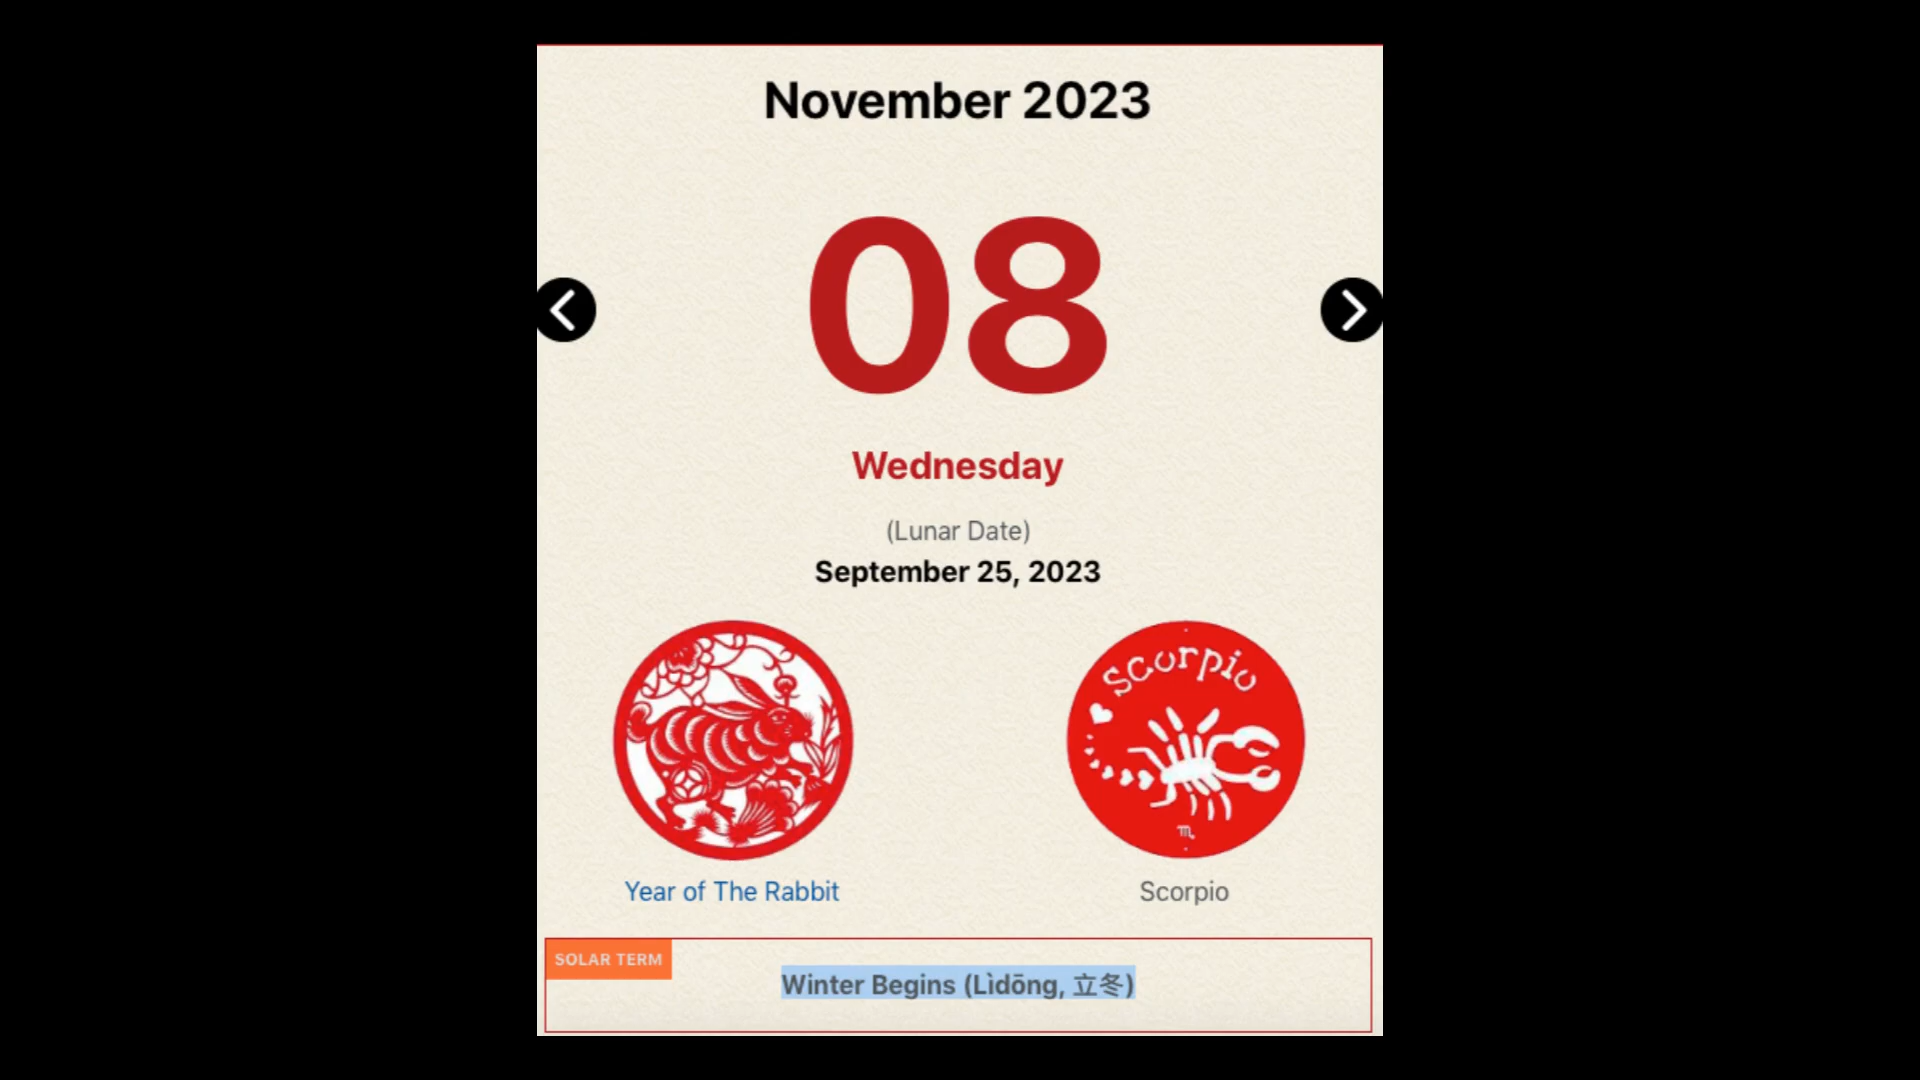 November 2023
08
Wednesday
(Lunar Date)
September 25, 2023
Scorpio
♏
Year of The Rabbit
Scorpio
SOLAR TERM
Winter Begins (Lìdōng, 立冬)